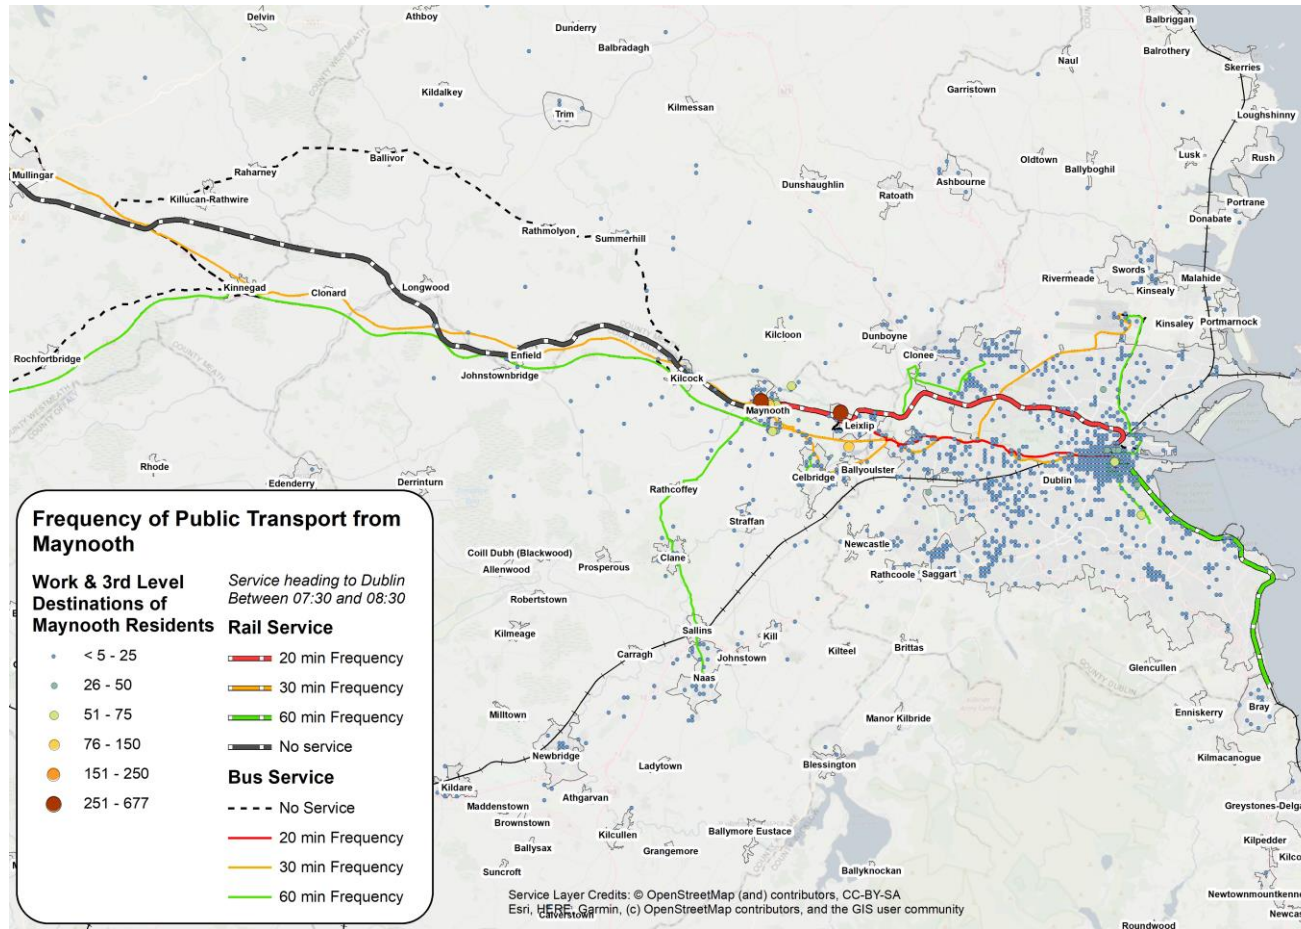 Delvin
Athboy
Dunderry
Balbradagh
Balbriggan
Balrothery
Naul
Skerries
Kildalkey
Trim
Kilmessan
Garristown
Loughshinny
Mullingar
Raharney
Ballivor
Killucan-Rathwire
Dunshaughlin
Ratoath
Ashbourne
Oldtown
Ballyboghil
Lusk
Rush
Portrane
Donabate
Rathmolyon
Summerhill
Rivermeade
Swords
Malahide
Kinsealy
Kinnegad
Clonard
Longwood
Kilcloon
Dunboyne
Kinsaley
Portmarnock
Rochfortbridge
Enfield
Johnstownbridge
Clonee
Kilcock
Maynooth
Leixlip
Rhode
Edenderry
Derrinturn
Celbridge
Ballyoulster
Dublin
Rathcoffey
Straffan
Newcastle
Coill Dubh (Blackwood)
Allenwood
Prosperous
Clane
Rathcoole
Saggart
Robertstown
Kilmeage
Sallins
Kill
Carragh
Johnstown
Kilteel
Brittas
Glencullen
Naas
Milltown
Manor Kilbride
Enniskerry
Bray
Kilmacanogue
Newbridge
Ladytown
Blessington
Kildare
Athgarvan
Maddenstown
Brownstown
Ballysax
Kilcullen
Grangemore
Ballymore Eustace
Greystones-Delga
Kilpedder
Kilco
Suncroft
Ballyknockan
Newtownmountkenne
Newcas
Calverstown
Roundwood
COUNTY WESTMEATH
COUNTY MEATH
COUNTY DUBLIN
Frequency of Public Transport from
Maynooth
Work & 3rd Level
Destinations of
Maynooth Residents
< 5 - 25
26 - 50
51 - 75
76 - 150
151 - 250
251 - 677
Service heading to Dublin
Between 07:30 and 08:30
Rail Service
20 min Frequency
30 min Frequency
60 min Frequency
No service
Bus Service
No Service
20 min Frequency
30 min Frequency
60 min Frequency
Service Layer Credits: © OpenStreetMap (and) contributors, CC-BY-SA
Esri, HERE, Garmin, (c) OpenStreetMap contributors, and the GIS user community